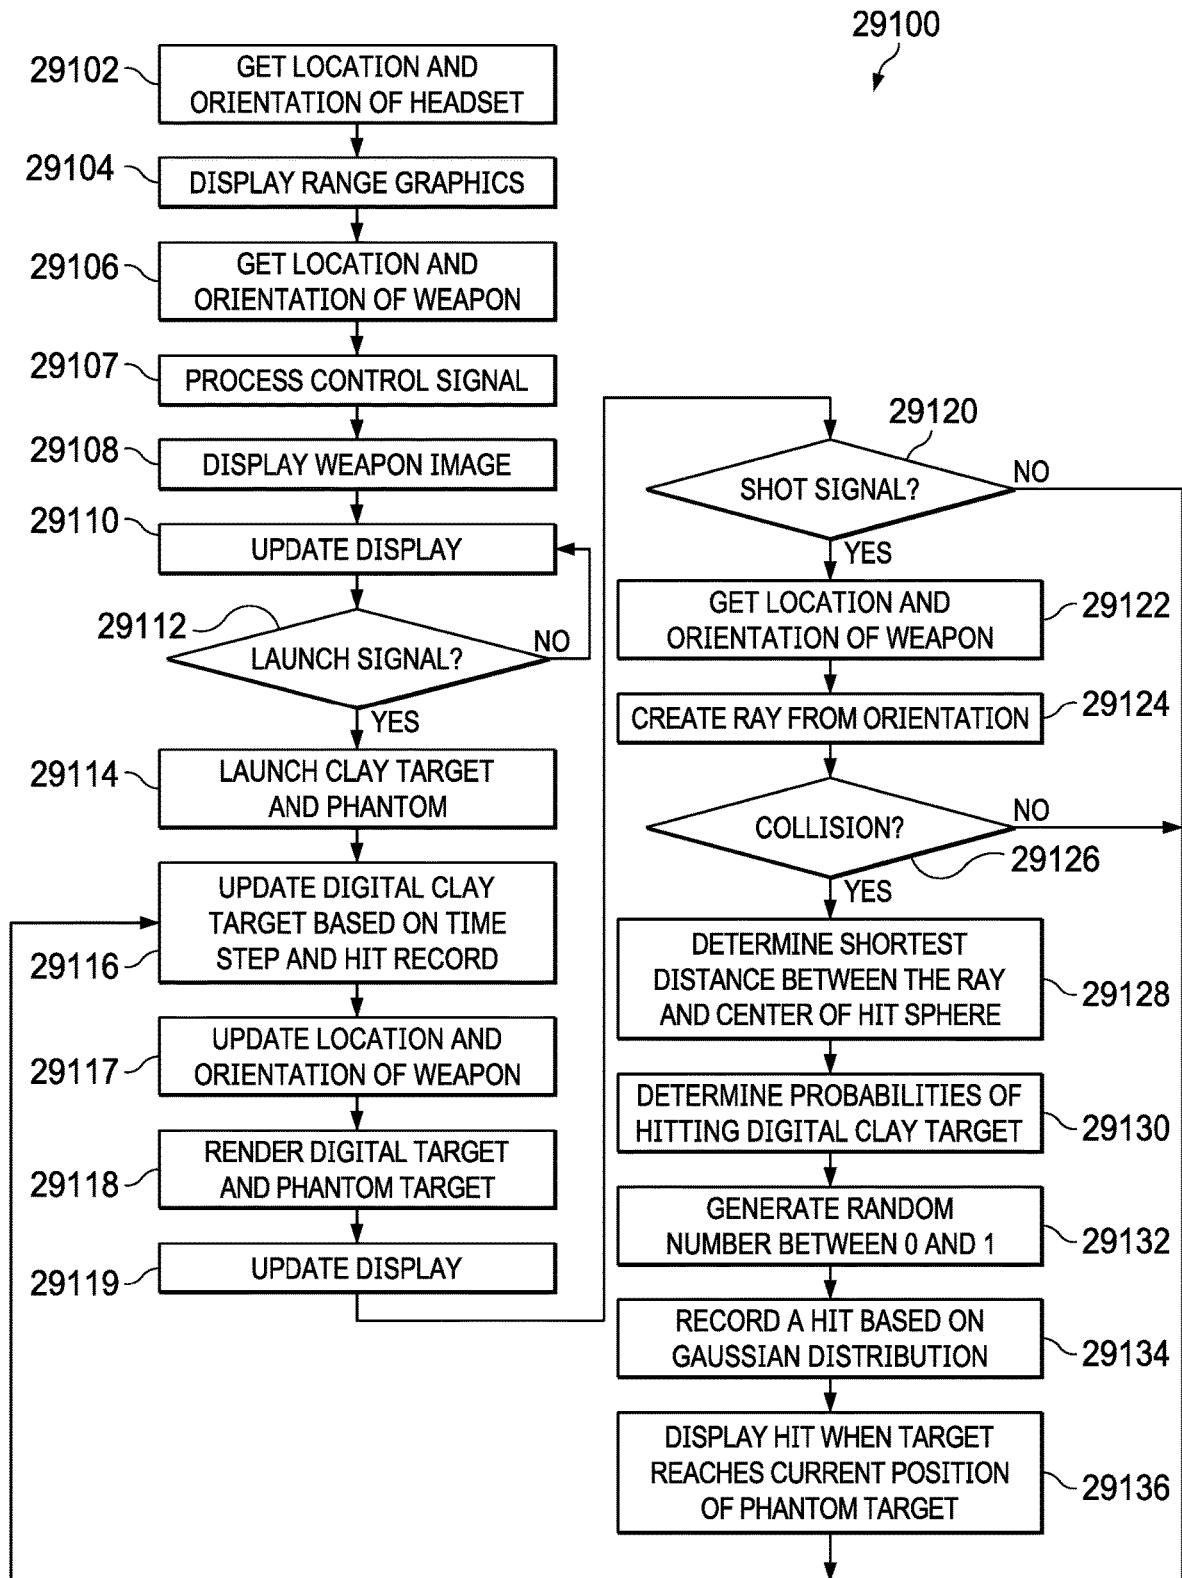 29100
29102
GET LOCATION AND
ORIENTATION OF HEADSET
29104
DISPLAY RANGE GRAPHICS
29106
GET LOCATION AND
ORIENTATION OF WEAPON
29107
PROCESS CONTROL SIGNAL
29108
DISPLAY WEAPON IMAGE
29110
UPDATE DISPLAY
29112
LAUNCH SIGNAL?
NO
YES
29114
LAUNCH CLAY TARGET
AND PHANTOM
29116
UPDATE DIGITAL CLAY
TARGET BASED ON TIME
STEP AND HIT RECORD
29117
UPDATE LOCATION AND
ORIENTATION OF WEAPON
29118
RENDER DIGITAL TARGET
AND PHANTOM TARGET
29119
UPDATE DISPLAY
29120
SHOT SIGNAL?
NO
YES
GET LOCATION AND
ORIENTATION OF WEAPON
29122
CREATE RAY FROM ORIENTATION
29124
COLLISION?
NO
29126
YES
DETERMINE SHORTEST
DISTANCE BETWEEN THE RAY
AND CENTER OF HIT SPHERE
29128
DETERMINE PROBABILITIES OF
HITTING DIGITAL CLAY TARGET
29130
GENERATE RANDOM
NUMBER BETWEEN 0 AND 1
29132
RECORD A HIT BASED ON
GAUSSIAN DISTRIBUTION
29134
DISPLAY HIT WHEN TARGET
REACHES CURRENT POSITION
OF PHANTOM TARGET
29136